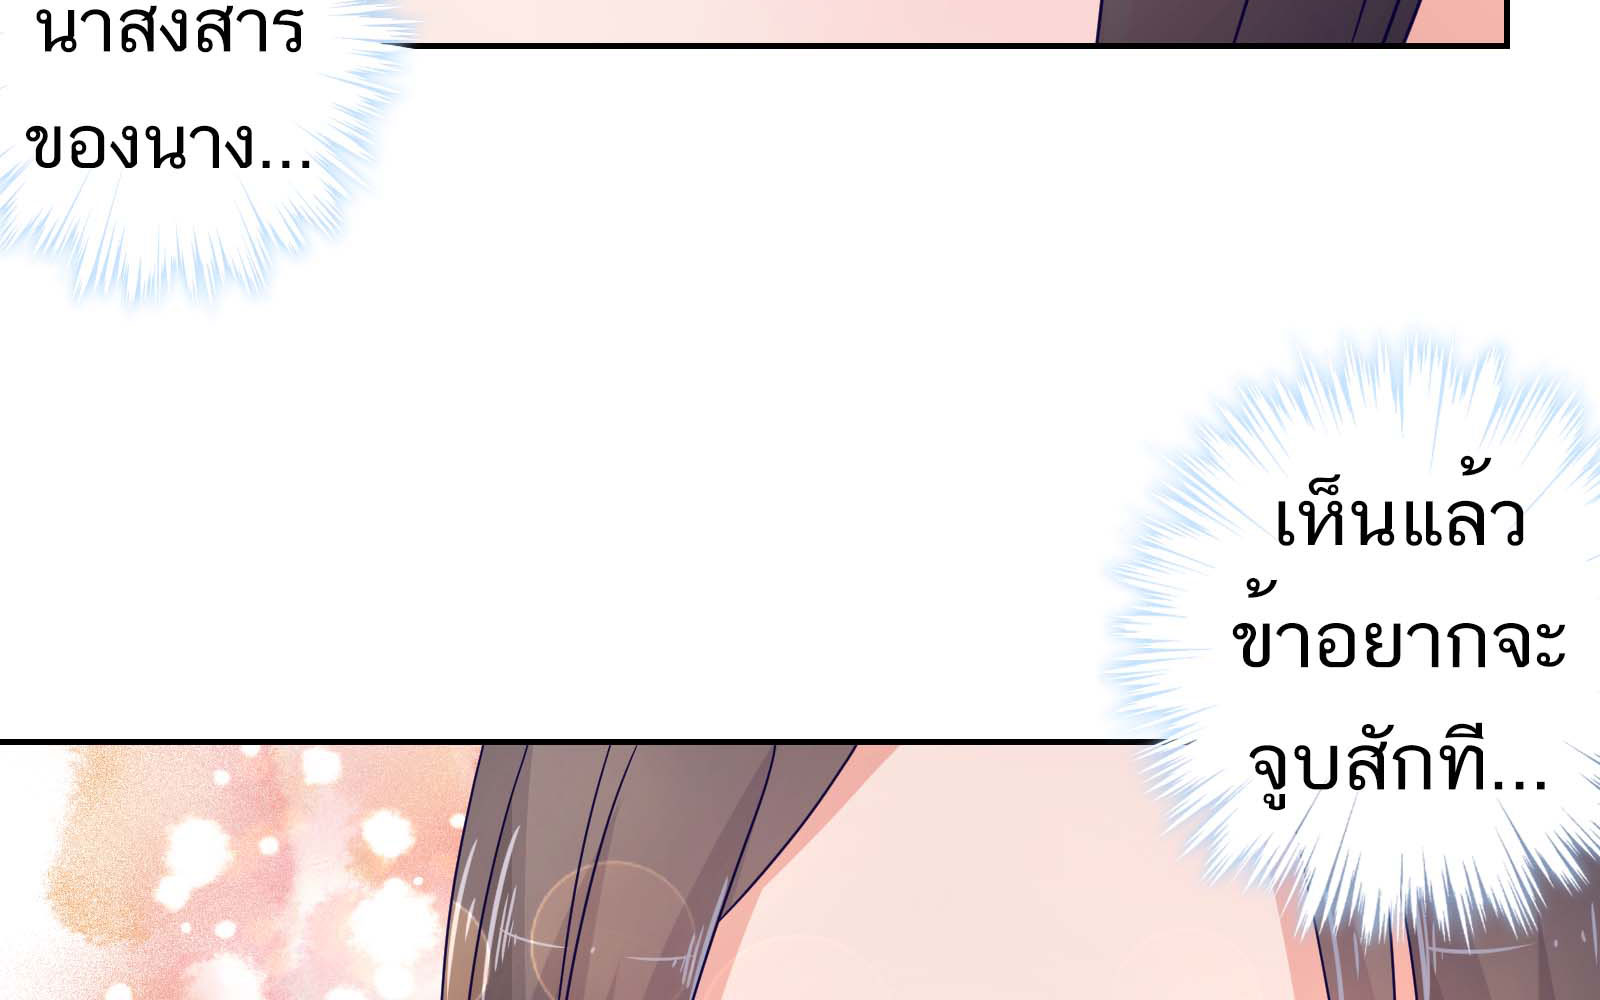 น่าสงสาร
ของนาง...
เห็นแล้ว
ข้าอยากจะ
จูบสักที...